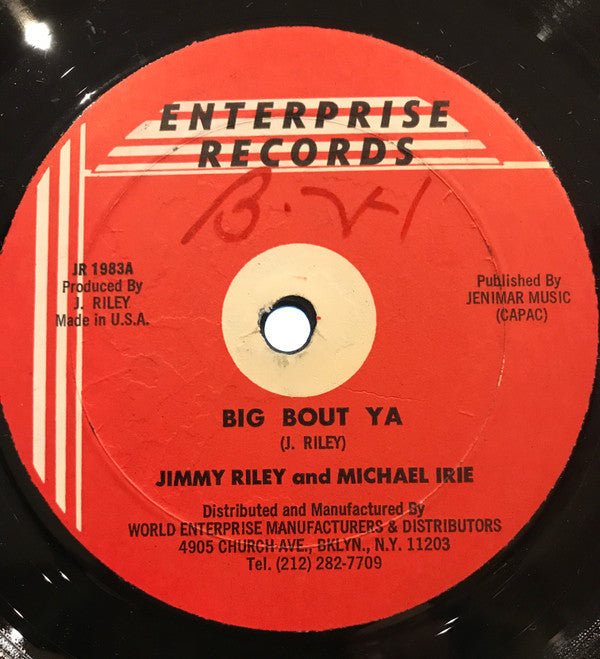 ENTERPRISE
RECORDS
JR 1983A
Produced By
J. RILEY
Made in U.S.A.
Published By
JENIMAR MUSIC
(CAPAC)
BIG BOUT YA
(J. RILEY)
JIMMY RILEY and MICHAEL IRIE
Distributed and Manufactured By
WORLD ENTERPRISE MANUFACTURERS & DISTRIBUTORS
4905 CHURCH AVE., BKLYN., N.Y. 11203
Tel. (212) 282-7709